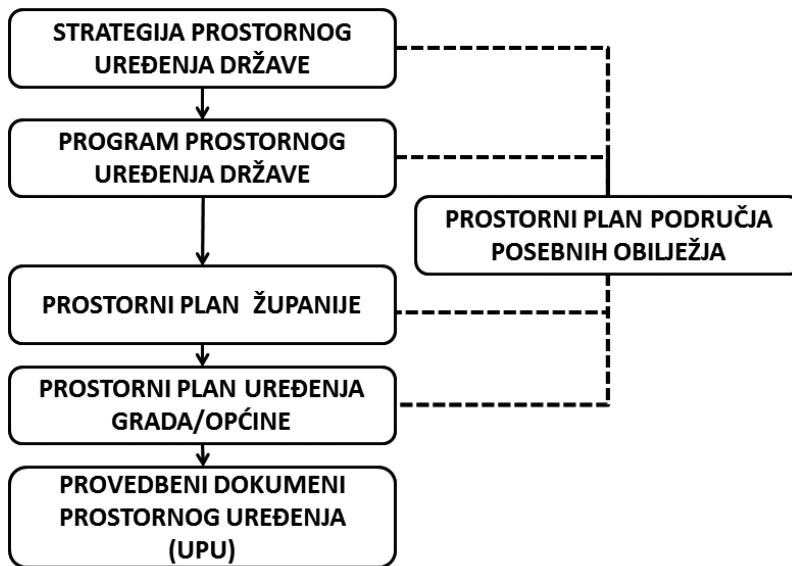 STRATEGIJA PROSTORNOG
UREĐENJA DRŽAVE
PROGRAM PROSTORNOG
UREĐENJA DRŽAVE
PROSTORNI PLAN PODRUČJA
POSEBNIH OBILJEŽJA
PROSTORNI PLAN ŽUPANIJE
PROSTORNI PLAN UREĐENJA
GRADA/OPĆINE
PROVEDBENI DOKUMENI
PROSTORNOG UREĐENJA
(UPU)